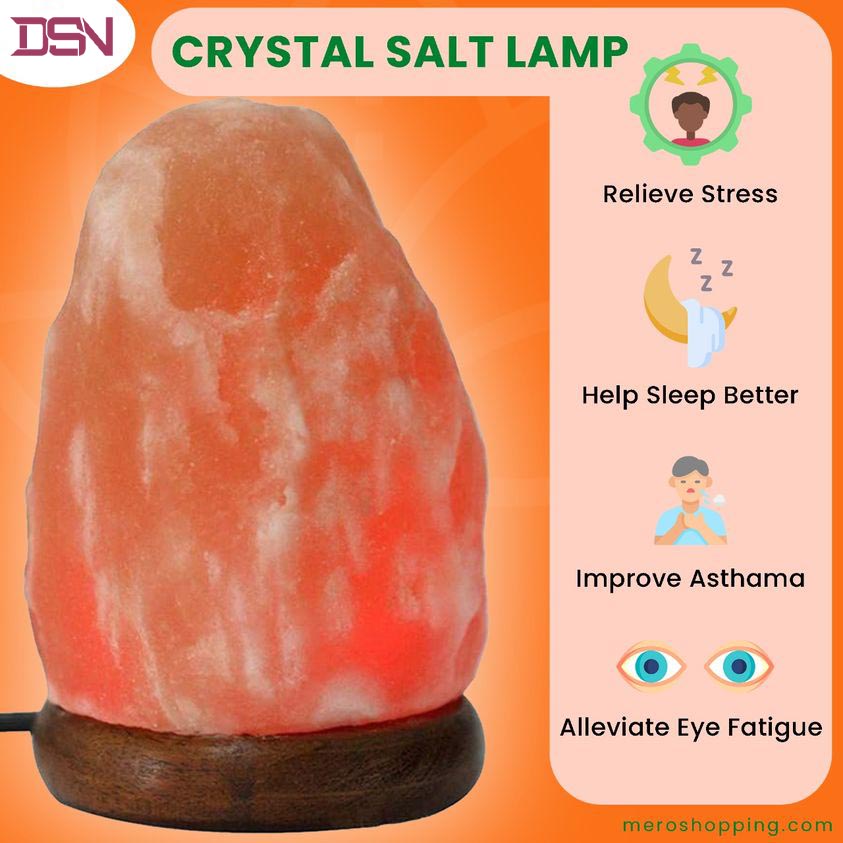 DSN
CRYSTAL SALT LAMP
Relieve Stress
z z z
Help Sleep Better
Improve Asthama
Alleviate Eye Fatigue
meroshopping.com